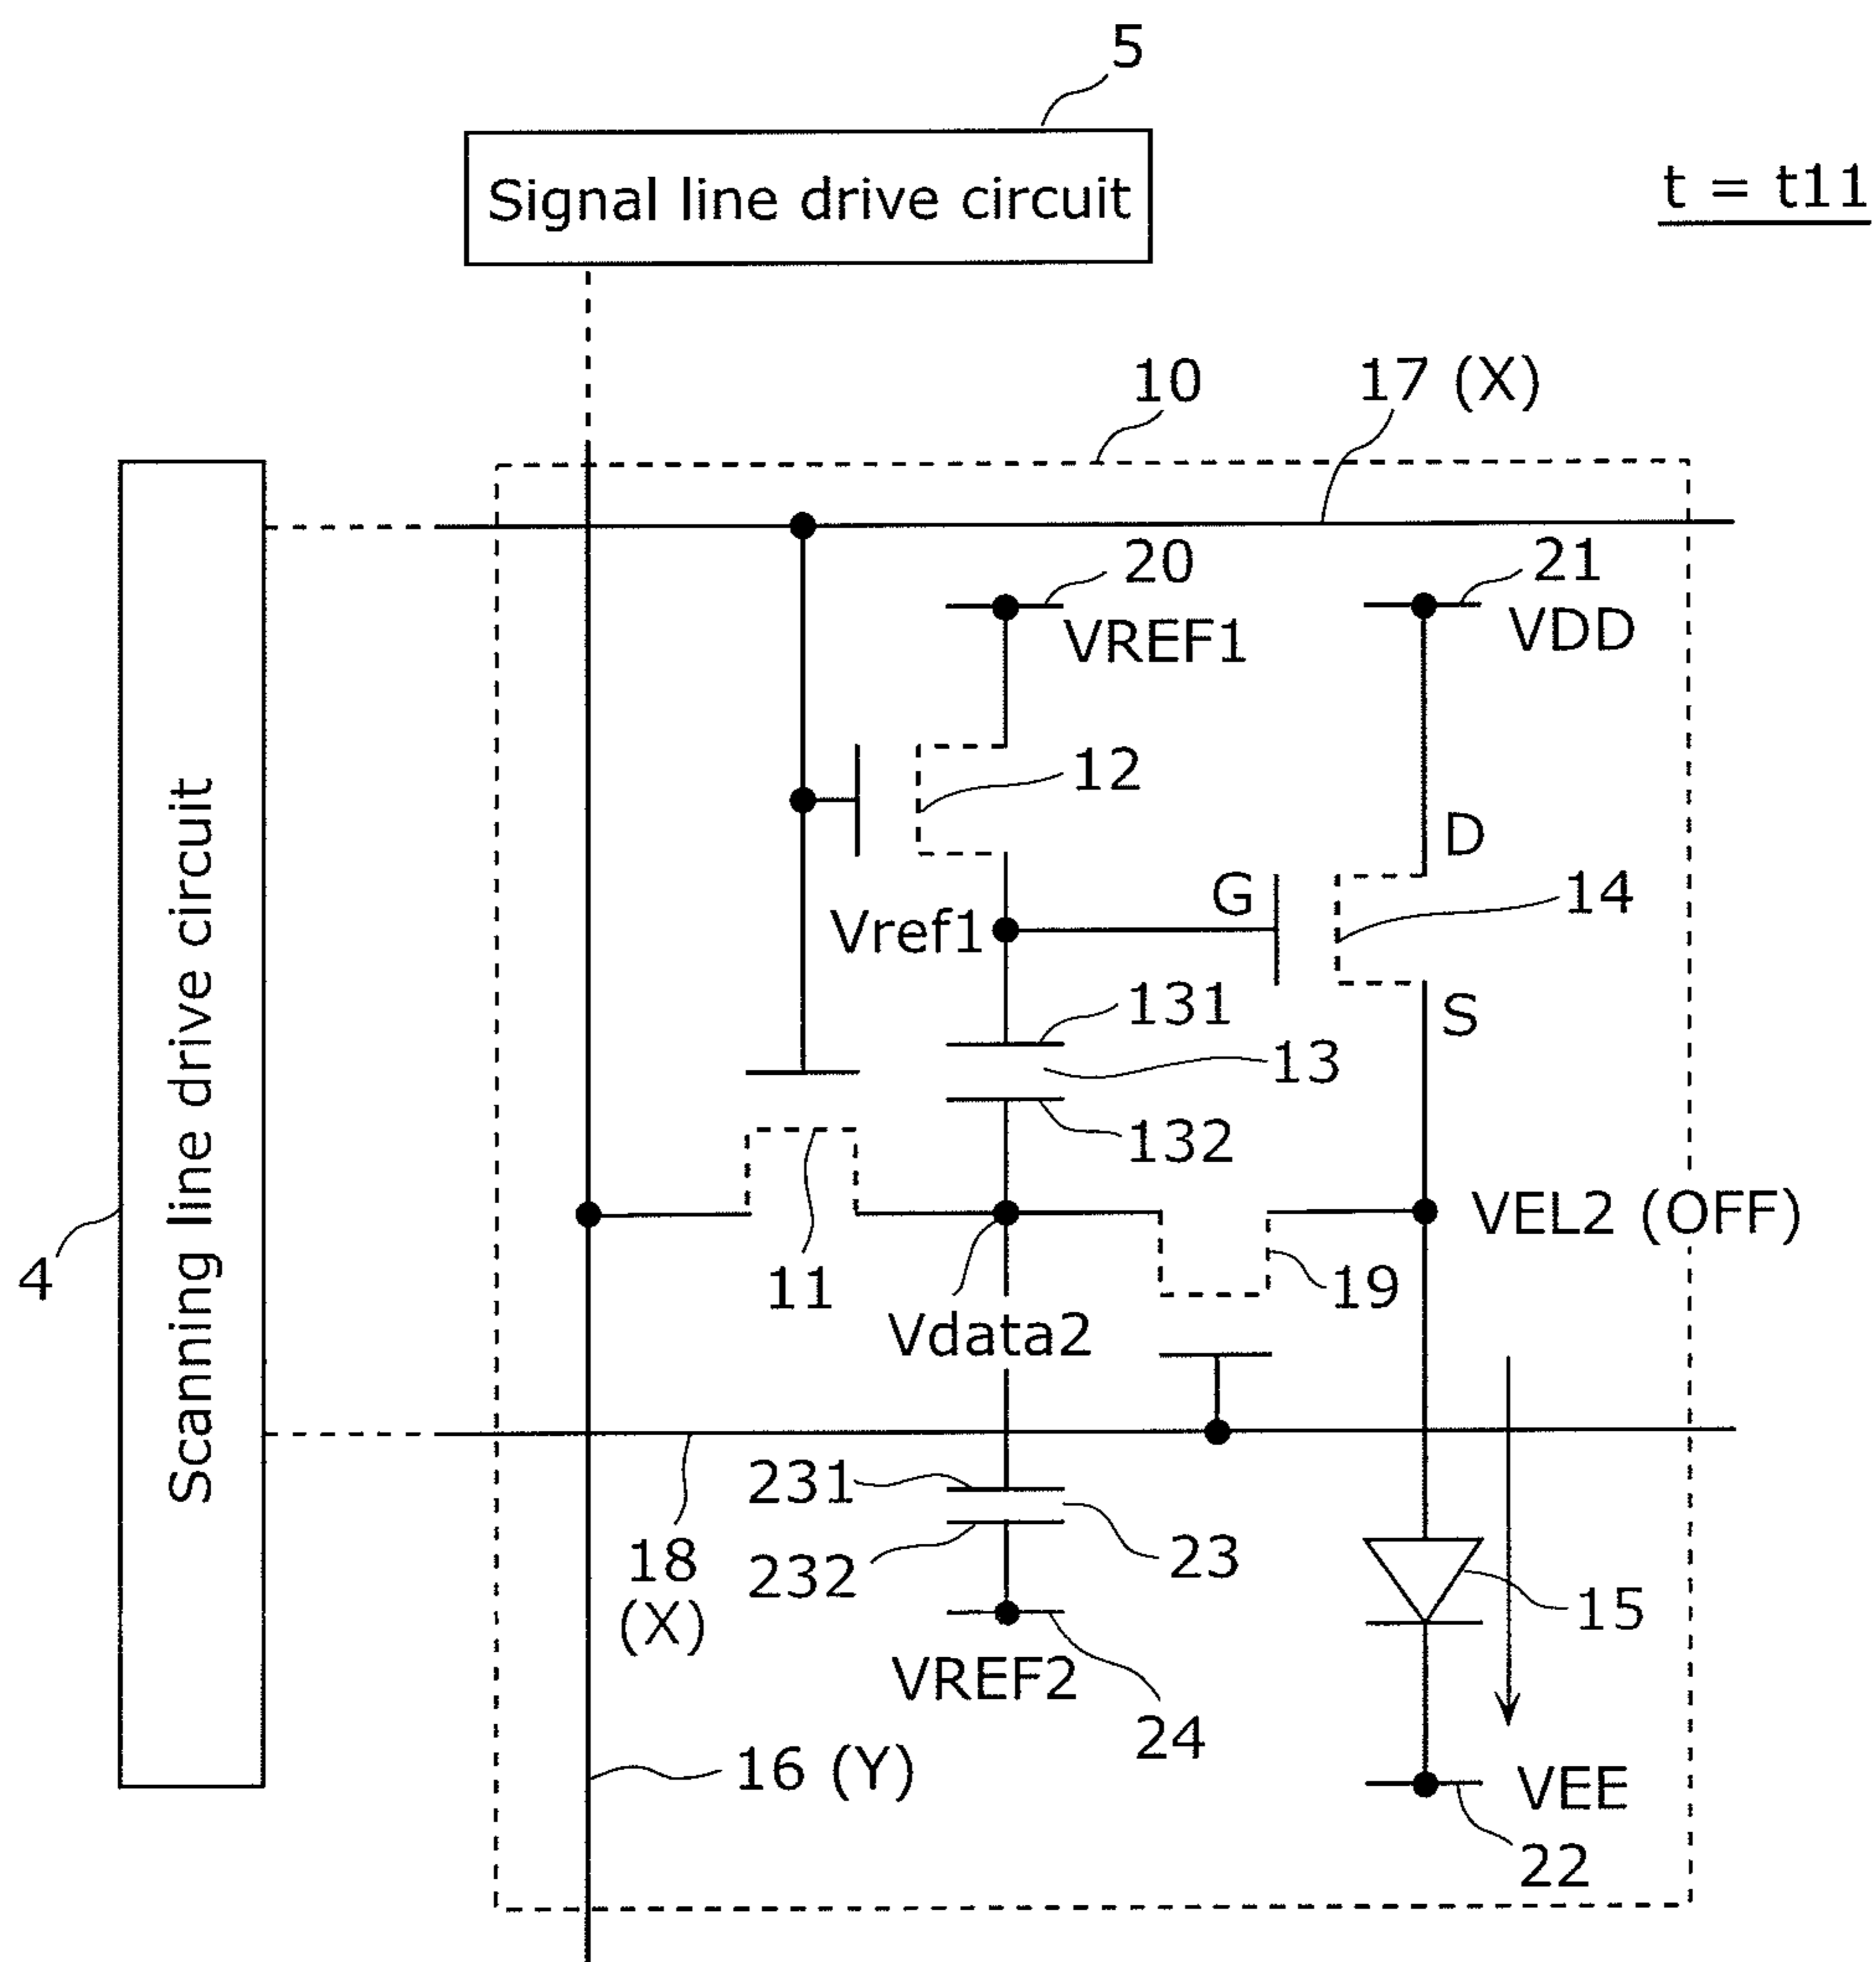 5
Signal line drive circuit
t = t11
10
17 (X)
20
21
VREF1
VDD
12
D
G
14
Vref1
S
131
13
132
Scanning line drive circuit
4
VEL2 (OFF)
11
19
Vdata2
231
23
18
(X)
232
15
VREF2
24
16 (Y)
VEE
22